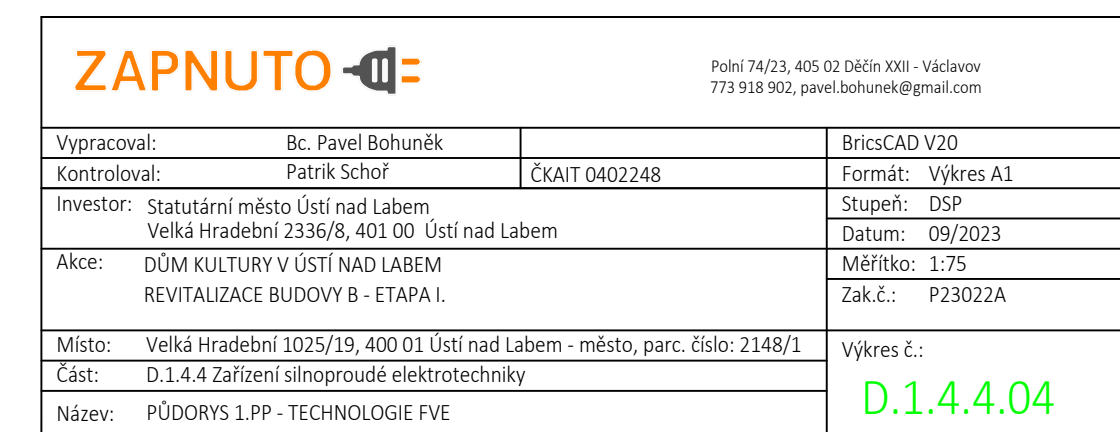 ZAPNUTO
Polní 74/23, 405 02 Děčín XXII - Václavov
773 918 902, pavel.bohunek@gmail.com
Vypracoval: Bc. Pavel Bohuněk BricsCAD V20
Kontroloval: Patrik Schoř ČKAIT 0402248 Formát: Výkres A1
Investor: Statutární město Ústí nad Labem Stupeň: DSP
Velká Hradební 2336/8, 401 00 Ústí nad Labem Datum: 09/2023
Akce: DŮM KULTURY V ÚSTÍ NAD LABEM Měřítko: 1:75
REVITALIZACE BUDOVY B - ETAPA I. Zak.č.: P23022A
Místo: Velká Hradební 1025/19, 400 01 Ústí nad Labem - město, parc. číslo: 2148/1 Výkres č.:
Část: D.1.4.4 Zařízení silnoproudé elektrotechniky
D.1.4.4.04
Název: PŮDORYS 1.PP - TECHNOLOGIE FVE